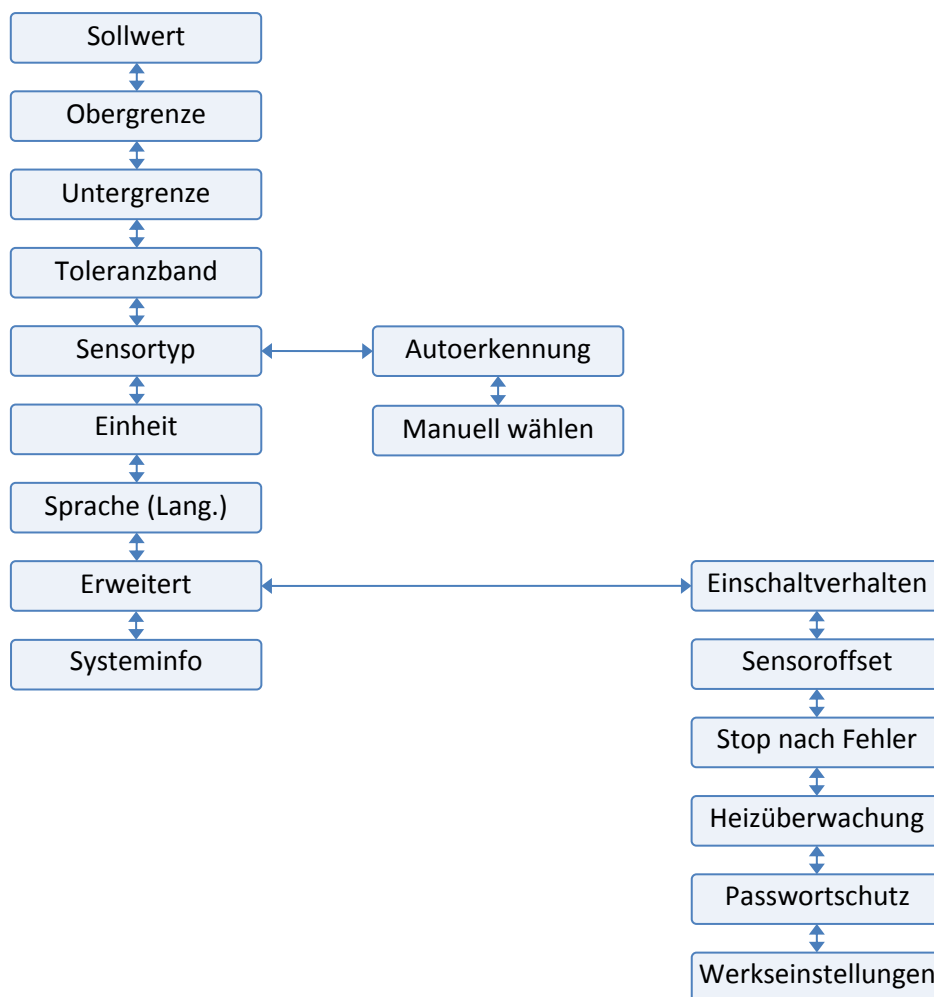 Sollwert
Obergrenze
Untergrenze
Toleranzband
Sensortyp
Autoerkennung
Einheit
Manuell wählen
Sprache (Lang.)
Erweitert
Einschaltverhalten
Systeminfo
Sensoroffset
Stop nach Fehler
Heizüberwachung
Passwortschutz
Werkseinstellungen